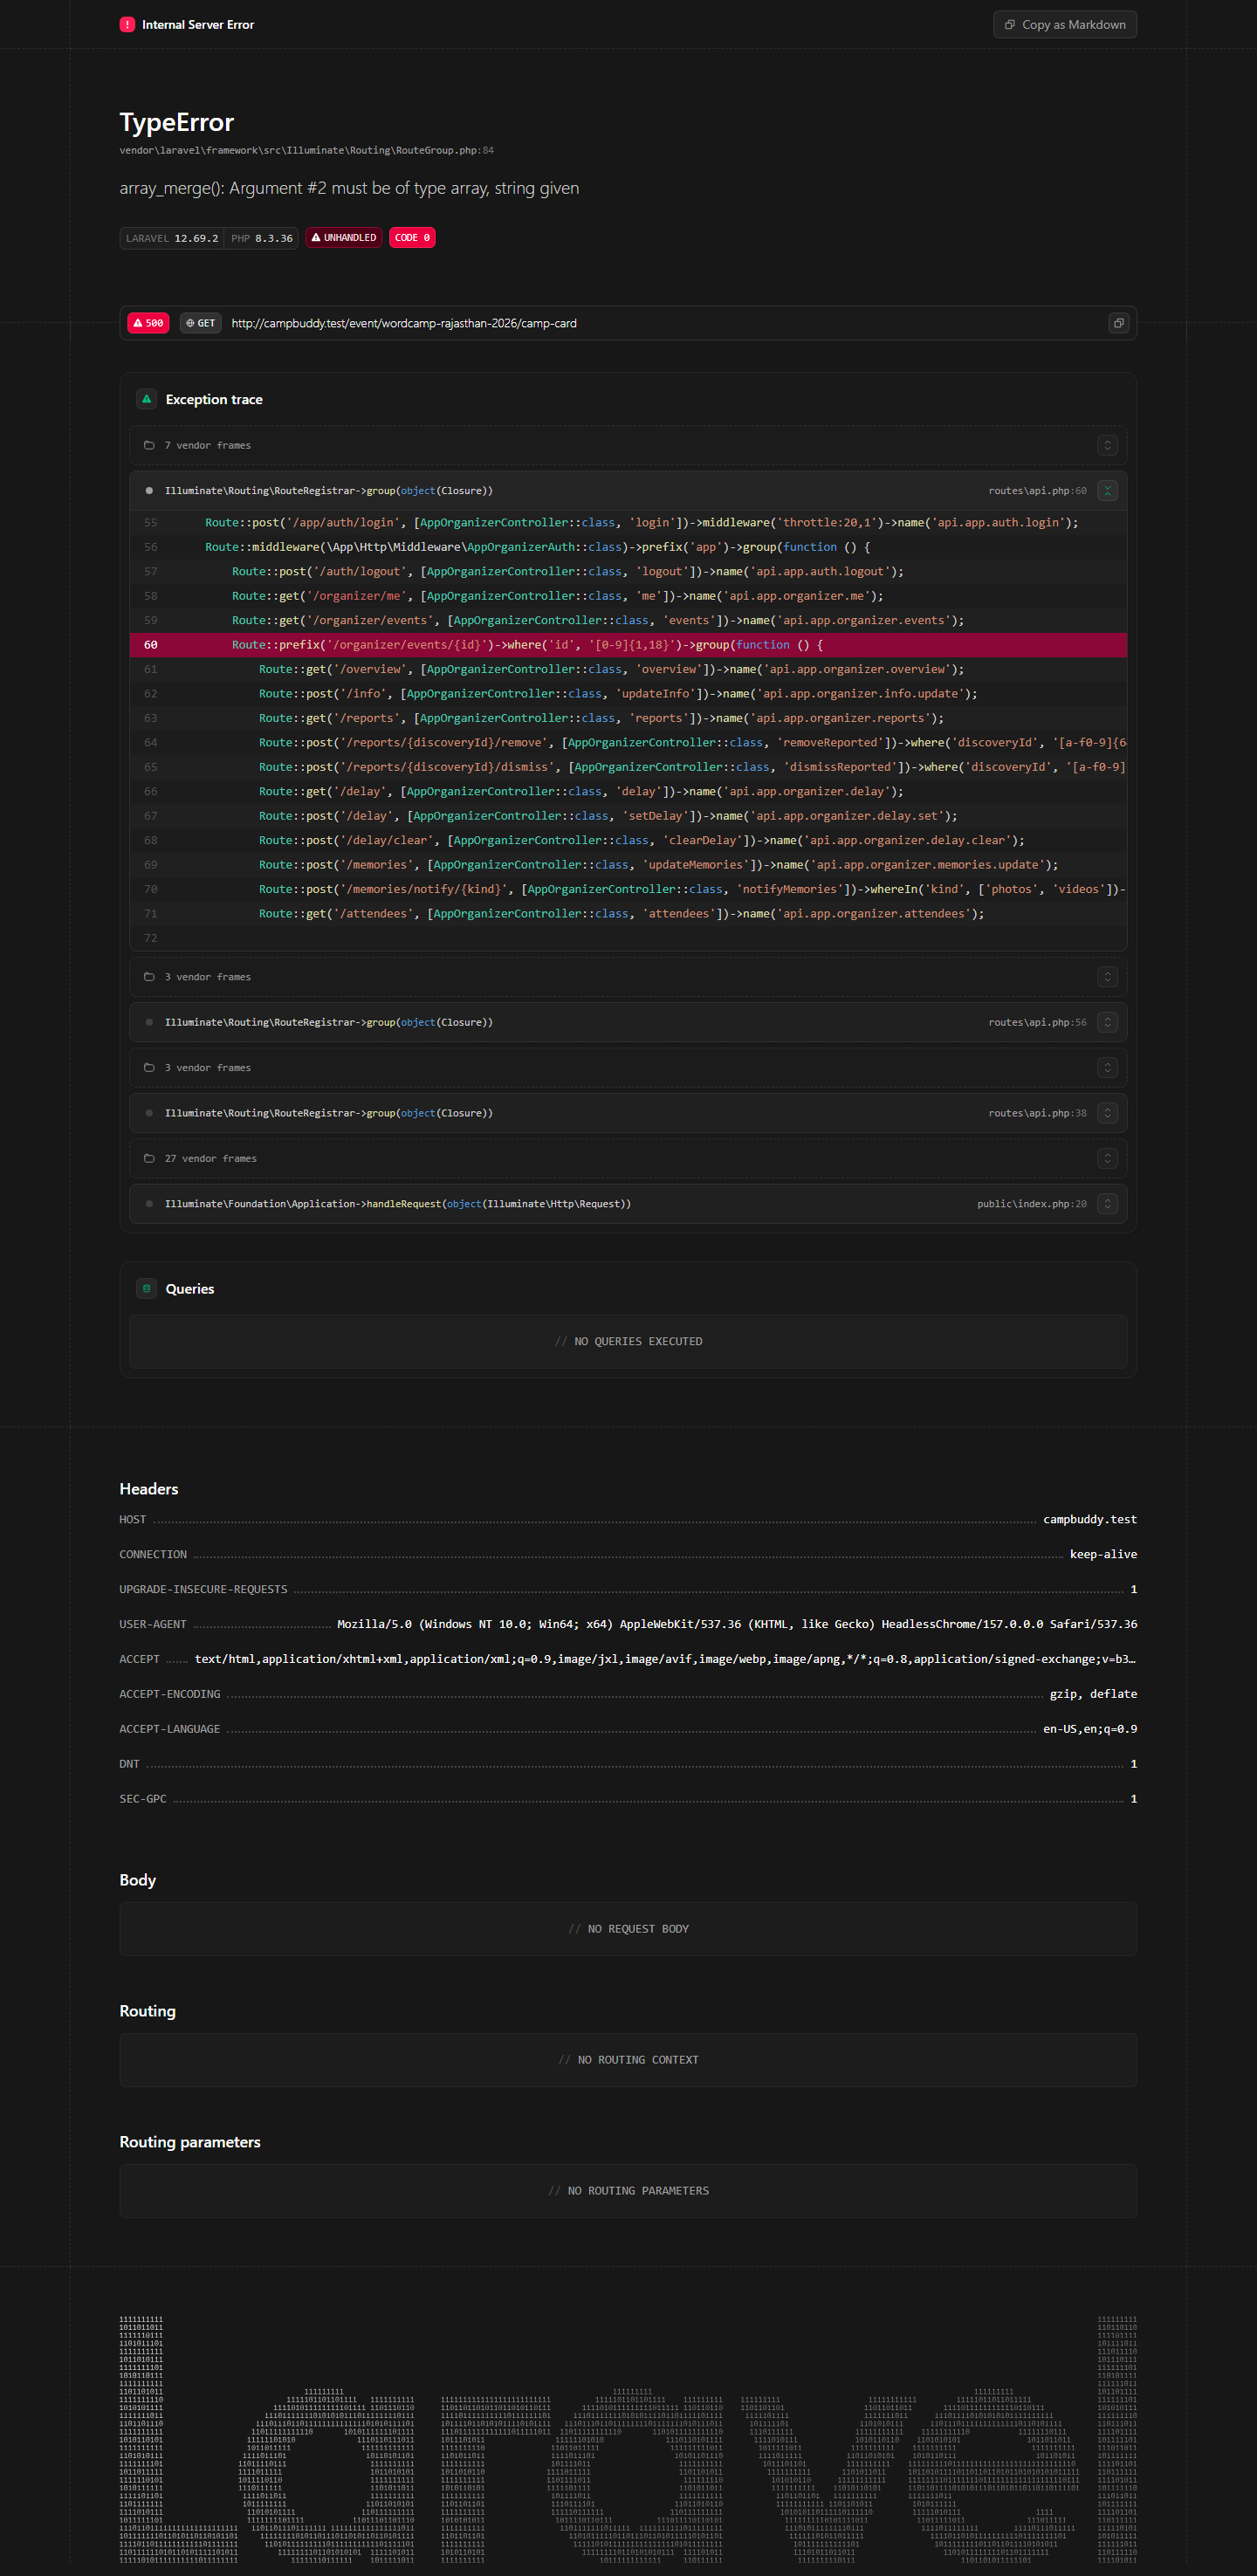 Internal Server Error
Copy as Markdown
TypeError
vendor\laravel\framework\src\Illuminate\Routing\RouteGroup.php:84
array_merge(): Argument #2 must be of type array, string given
LARAVEL 12.69.2 PHP 8.3.36 UNHANDLED CODE 0
500 GET http://campbuddy.test/event/wordcamp-rajasthan-2026/camp-card
Exception trace
7 vendor frames
Illuminate\Routing\RouteRegistrar->group(object(Closure)) routes\api.php:60
55 Route::post('/app/auth/login', [AppOrganizerController::class, 'login'])->middleware('throttle:20,1')->name('api.app.auth.login');
56 Route::middleware(\App\Http\Middleware\AppOrganizerAuth::class)->prefix('app')->group(function () {
57 Route::post('/auth/logout', [AppOrganizerController::class, 'logout'])->name('api.app.auth.logout');
58 Route::get('/organizer/me', [AppOrganizerController::class, 'me'])->name('api.app.organizer.me');
59 Route::get('/organizer/events', [AppOrganizerController::class, 'events'])->name('api.app.organizer.events');
60 Route::prefix('/organizer/events/{id}')->where('id', '[0-9]{1,18}')->group(function () {
61 Route::get('/overview', [AppOrganizerController::class, 'overview'])->name('api.app.organizer.overview');
62 Route::post('/info', [AppOrganizerController::class, 'updateInfo'])->name('api.app.organizer.info.update');
63 Route::get('/reports', [AppOrganizerController::class, 'reports'])->name('api.app.organizer.reports');
64 Route::post('/reports/{discoveryId}/remove', [AppOrganizerController::class, 'removeReported'])->where('discoveryId', '[a-f0-9]{6
65 Route::post('/reports/{discoveryId}/dismiss', [AppOrganizerController::class, 'dismissReported'])->where('discoveryId', '[a-f0-9]
66 Route::get('/delay', [AppOrganizerController::class, 'delay'])->name('api.app.organizer.delay');
67 Route::post('/delay', [AppOrganizerController::class, 'setDelay'])->name('api.app.organizer.delay.set');
68 Route::post('/delay/clear', [AppOrganizerController::class, 'clearDelay'])->name('api.app.organizer.delay.clear');
69 Route::post('/memories', [AppOrganizerController::class, 'updateMemories'])->name('api.app.organizer.memories.update');
70 Route::post('/memories/notify/{kind}', [AppOrganizerController::class, 'notifyMemories'])->whereIn('kind', ['photos', 'videos'])-
71 Route::get('/attendees', [AppOrganizerController::class, 'attendees'])->name('api.app.organizer.attendees');
72
3 vendor frames
Illuminate\Routing\RouteRegistrar->group(object(Closure)) routes\api.php:56
3 vendor frames
Illuminate\Routing\RouteRegistrar->group(object(Closure)) routes\api.php:38
27 vendor frames
Illuminate\Foundation\Application->handleRequest(object(Illuminate\Http\Request)) public\index.php:20
Queries
// NO QUERIES EXECUTED
Headers
HOST campbuddy.test
CONNECTION keep-alive
UPGRADE-INSECURE-REQUESTS 1
USER-AGENT Mozilla/5.0 (Windows NT 10.0; Win64; x64) AppleWebKit/537.36 (KHTML, like Gecko) HeadlessChrome/157.0.0.0 Safari/537.36
ACCEPT text/html,application/xhtml+xml,application/xml;q=0.9,image/jxl,image/avif,image/webp,image/apng,*/*;q=0.8,application/signed-exchange;v=b3…
ACCEPT-ENCODING gzip, deflate
ACCEPT-LANGUAGE en-US,en;q=0.9
DNT 1
SEC-GPC 1
Body
// NO REQUEST BODY
Routing
// NO ROUTING CONTEXT
Routing parameters
// NO ROUTING PARAMETERS